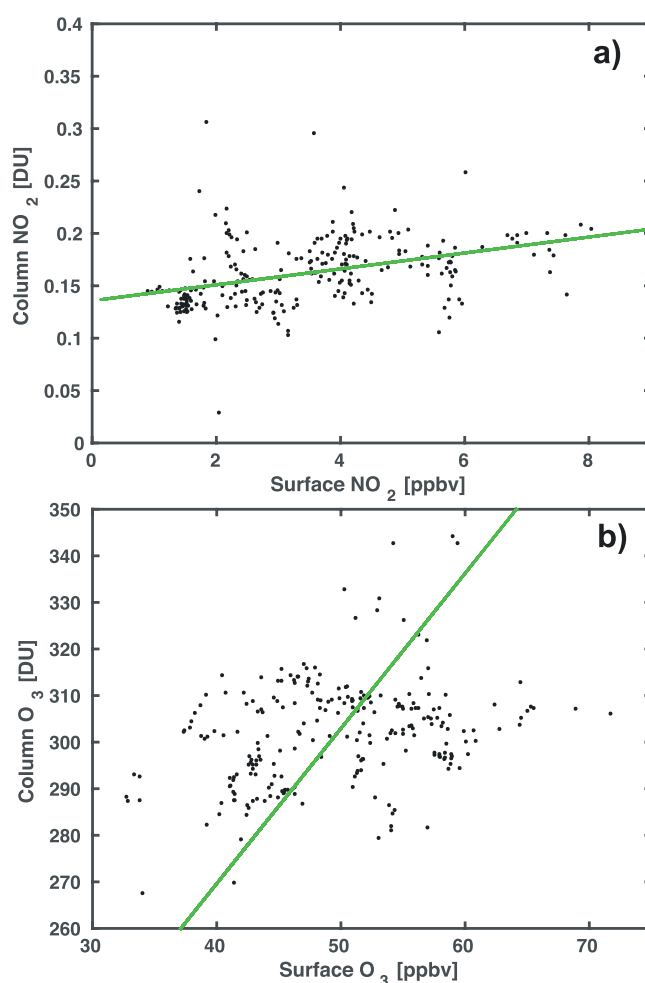 a)
0.4
0.35
0.3
0.25
0.2
0.15
0.1
0.05
0
Column NO 2 [DU]
0 2 4 6 8
Surface NO 2 [ppbv]
b)
350
340
330
320
310
300
290
280
270
260
Column O 3 [DU]
30 40 50 60 70
Surface O 3 [ppbv]